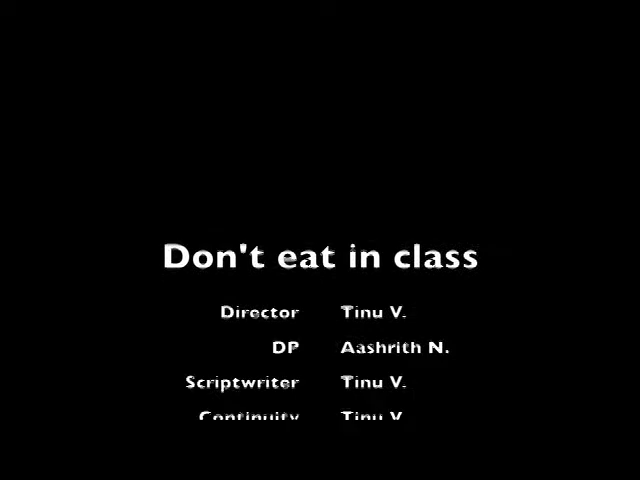 Don't eat in class
Director Tinu V.
DP Aashrith N.
Scriptwriter Tinu V.
Continuity Tinu V